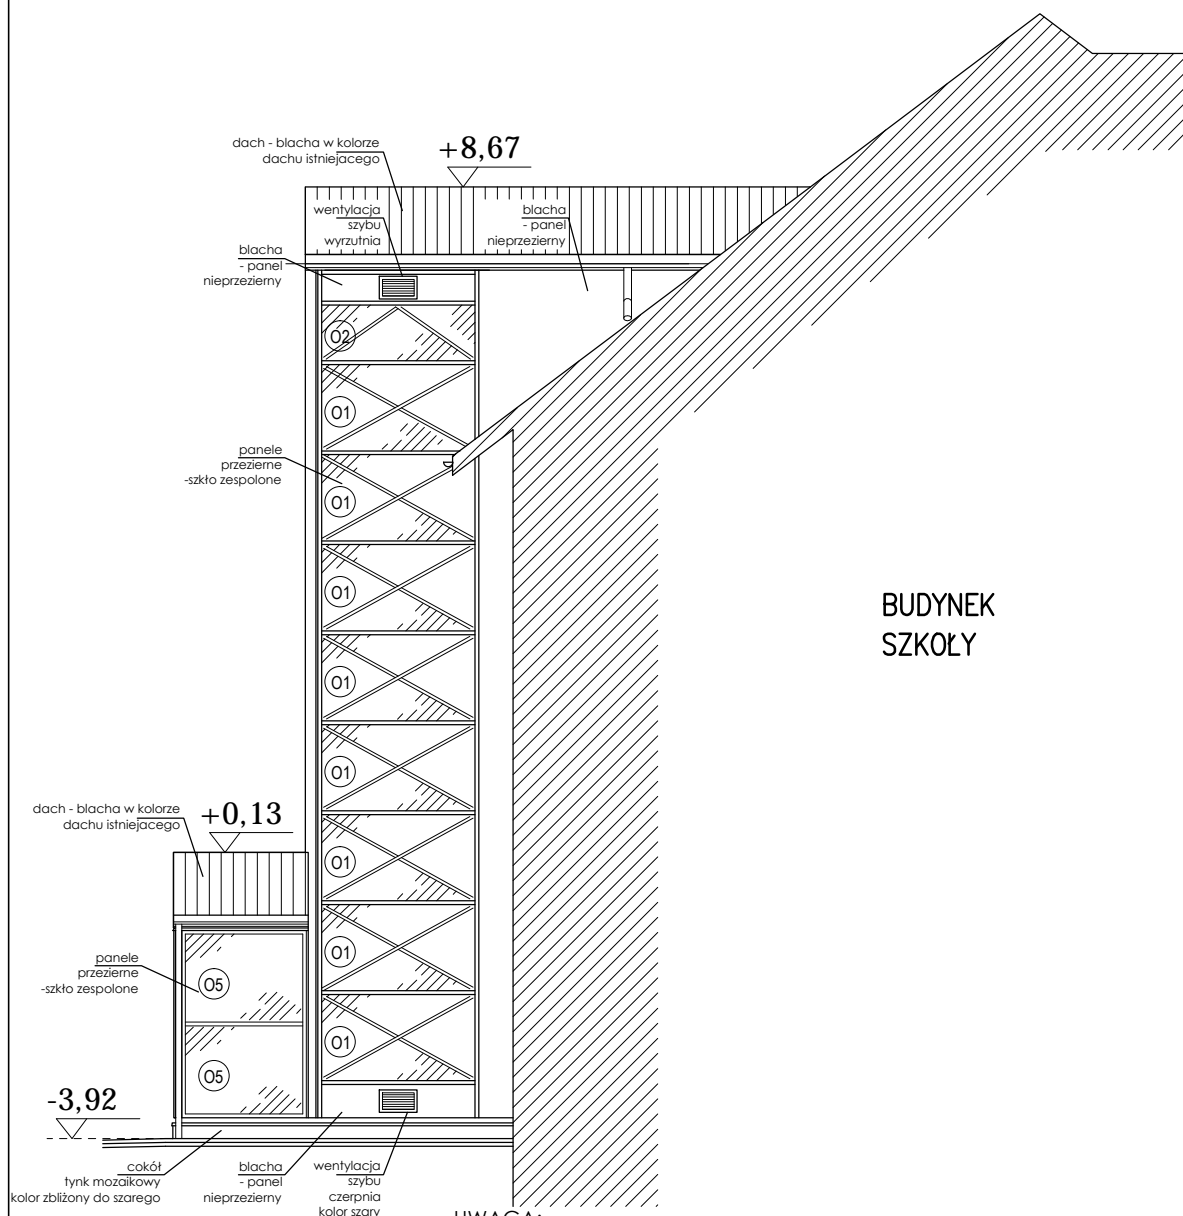 dach - blacha w kolorze
dachu istniejacego
+8,67
wentylacja
szybu
wyrzutnia
blacha
- panel
nieprzezierny
blacha
- panel
nieprzezierny
O2
O1
panele
przezierne
-szkło zespolone
O1
O1
BUDYNEK
SZKOŁY
O1
O1
dach - blacha w kolorze
dachu istniejacego
+0,13
O1
O1
panele
przezierne
-szkło zespolone
O5
O1
O5
-3,92
cokół
tynk mozaikowy
kolor zbliżony do szarego
blacha
- panel
nieprzezierny
wentylacja
szybu
czerpnia
kolor szary
UWAGA: